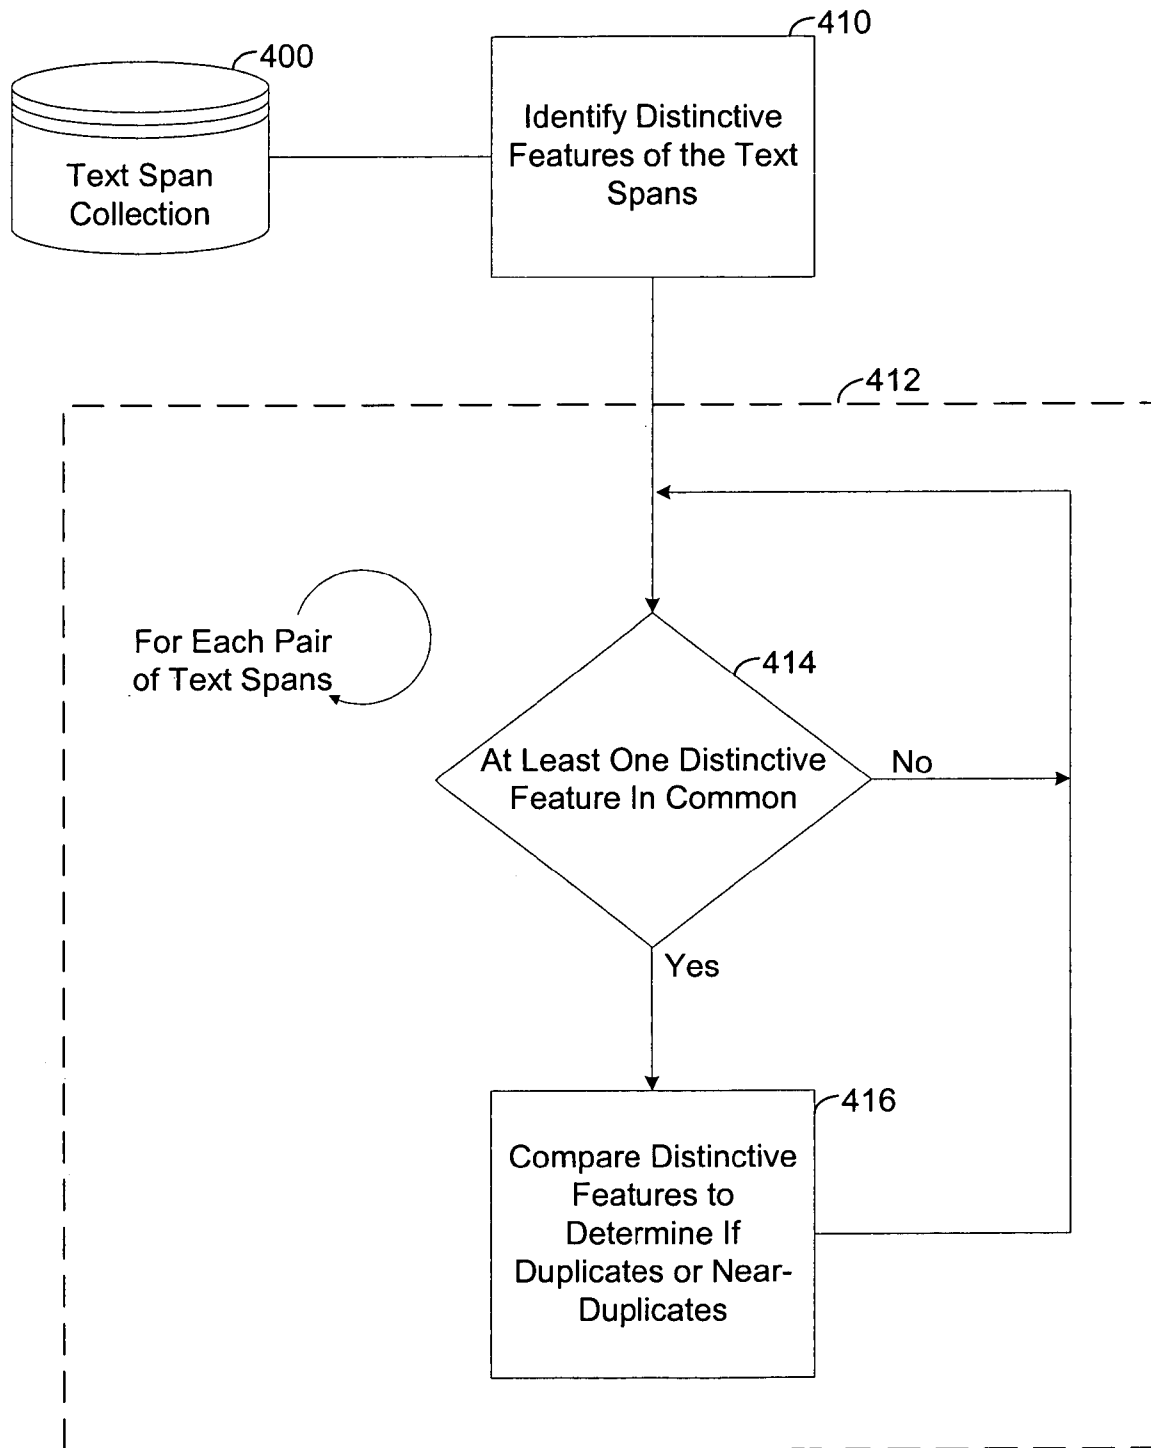 410
400
Identify Distinctive
Features of the Text
Spans
Text Span
Collection
412
For Each Pair
of Text Spans
414
At Least One Distinctive
Feature In Common
No
Yes
416
Compare Distinctive
Features to
Determine If
Duplicates or Near-
Duplicates